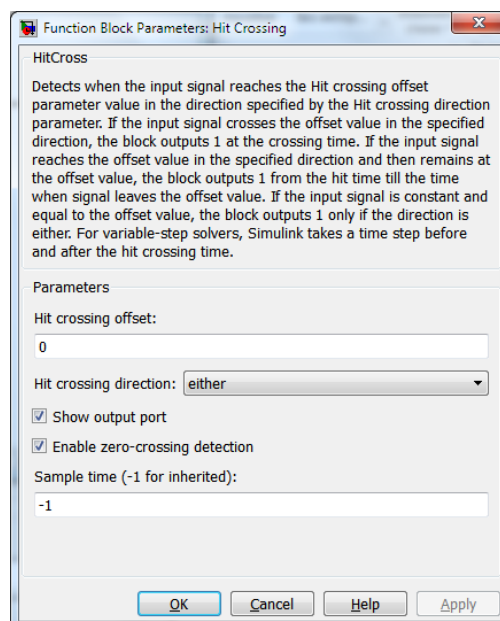 Function Block Parameters: Hit Crossing
HitCross
Detects when the input signal reaches the Hit crossing offset
parameter value in the direction specified by the Hit crossing direction
parameter. If the input signal crosses the offset value in the specified
direction, the block outputs 1 at the crossing time. If the input signal
reaches the offset value in the specified direction and then remains at
the offset value, the block outputs 1 from the hit time till the time
when signal leaves the offset value. If the input signal is constant and
equal to the offset value, the block outputs 1 only if the direction is
either. For variable-step solvers, Simulink takes a time step before
and after the hit crossing time.
Parameters
Hit crossing offset:
0
Hit crossing direction: either
Show output port
Enable zero-crossing detection
Sample time (-1 for inherited):
-1
OK Cancel Help Apply